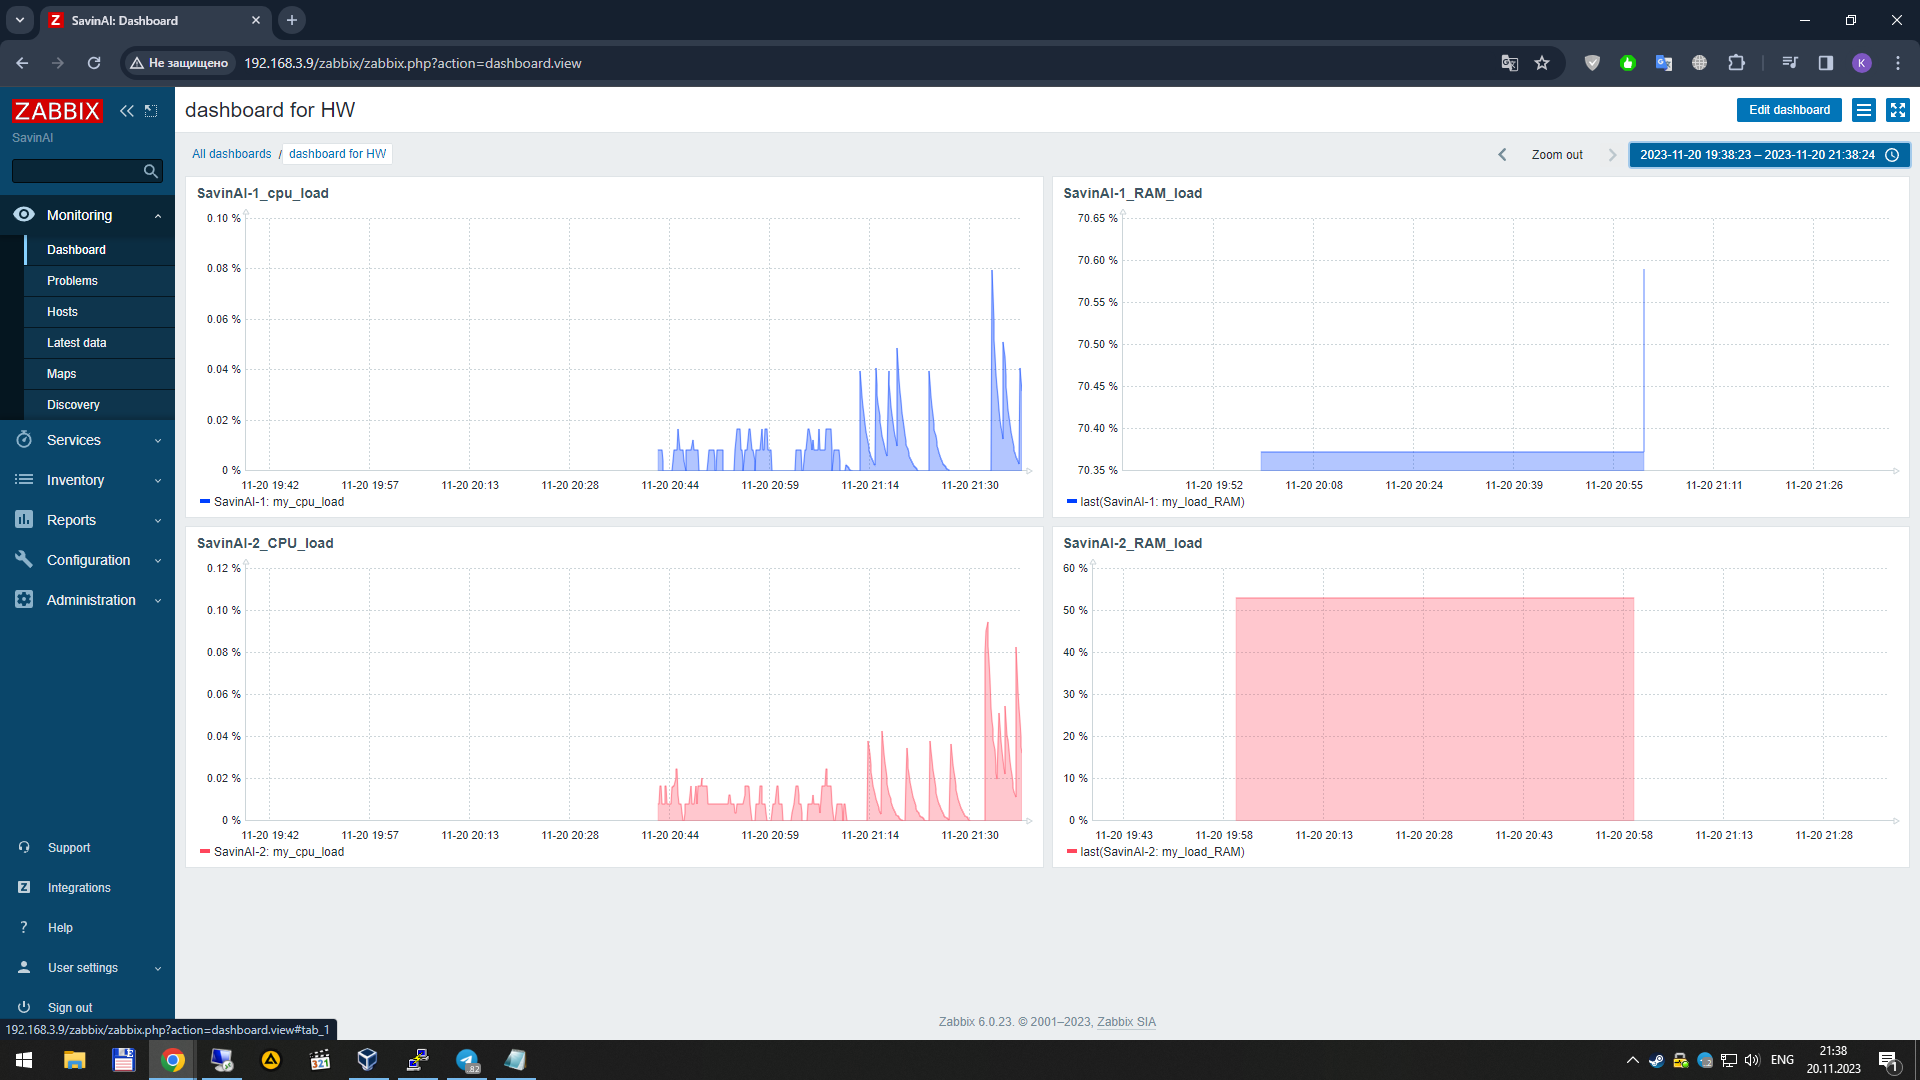 SavinAI: Dashboard
Не защищено
192.168.3.9/zabbix/zabbix.php?action=dashboard.view
K
ZABBIX
SavinAI
Monitoring
Dashboard
Problems
Hosts
Latest data
Maps
Discovery
Services
Inventory
Reports
Configuration
Administration
Support
Integrations
Help
User settings
Sign out
192.168.3.9/zabbix/zabbix.php?action=dashboard.view#tab_1
dashboard for HW
Edit dashboard
All dashboards / dashboard for HW
Zoom out
2023-11-20 19:38:23 – 2023-11-20 21:38:24
SavinAI-1_cpu_load
0.10 %
0.08 %
0.06 %
0.04 %
0.02 %
0 %
11-20 19:42 11-20 19:57 11-20 20:13 11-20 20:28 11-20 20:44 11-20 20:59 11-20 21:14 11-20 21:30
SavinAI-1: my_cpu_load
SavinAI-1_RAM_load
70.65 %
70.60 %
70.55 %
70.50 %
70.45 %
70.40 %
70.35 %
11-20 19:52 11-20 20:08 11-20 20:24 11-20 20:39 11-20 20:55 11-20 21:11 11-20 21:26
last(SavinAI-1: my_load_RAM)
SavinAI-2_CPU_load
0.12 %
0.10 %
0.08 %
0.06 %
0.04 %
0.02 %
0 %
11-20 19:42 11-20 19:57 11-20 20:13 11-20 20:28 11-20 20:44 11-20 20:59 11-20 21:14 11-20 21:30
SavinAI-2: my_cpu_load
SavinAI-2_RAM_load
60 %
50 %
40 %
30 %
20 %
10 %
0 %
11-20 19:43 11-20 19:58 11-20 20:13 11-20 20:28 11-20 20:43 11-20 20:58 11-20 21:13 11-20 21:28
last(SavinAI-2: my_load_RAM)
Zabbix 6.0.23. © 2001–2023, Zabbix SIA
321
82
ENG
21:38
20.11.2023
1